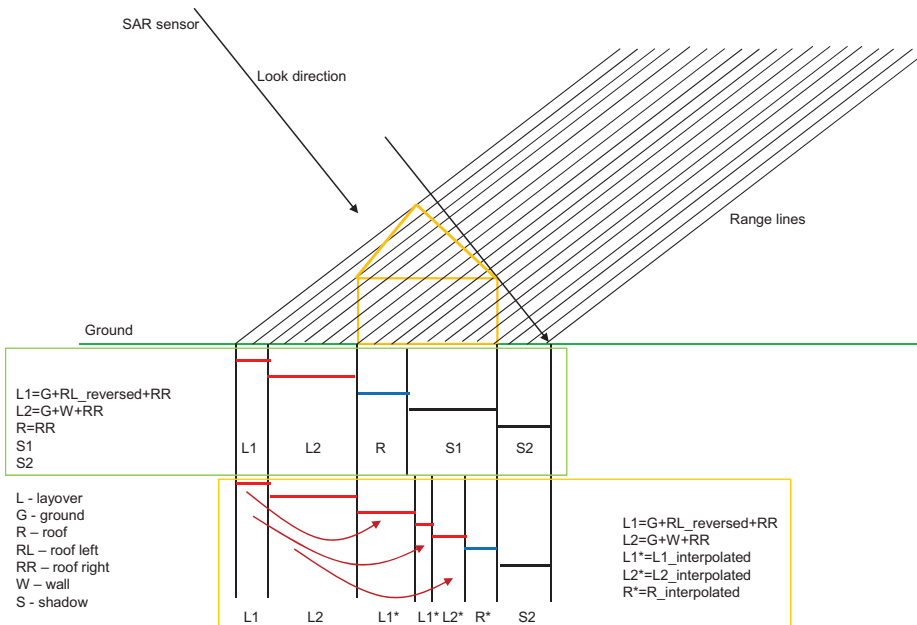 SAR sensor
Look direction
Range lines
Ground
L1=G+RL_reversed+RR
L2=G+W+RR
R=RR
S1
S2
L1 L2 R S1 S2
L - layover
G - ground
R – roof
RL – roof left
RR – roof right
W – wall
S - shadow
L1=G+RL_reversed+RR
L2=G+W+RR
L1*=L1_interpolated
L2*=L2_interpolated
R*=R_interpolated
L1 L2 L1* L1* L2* R* S2